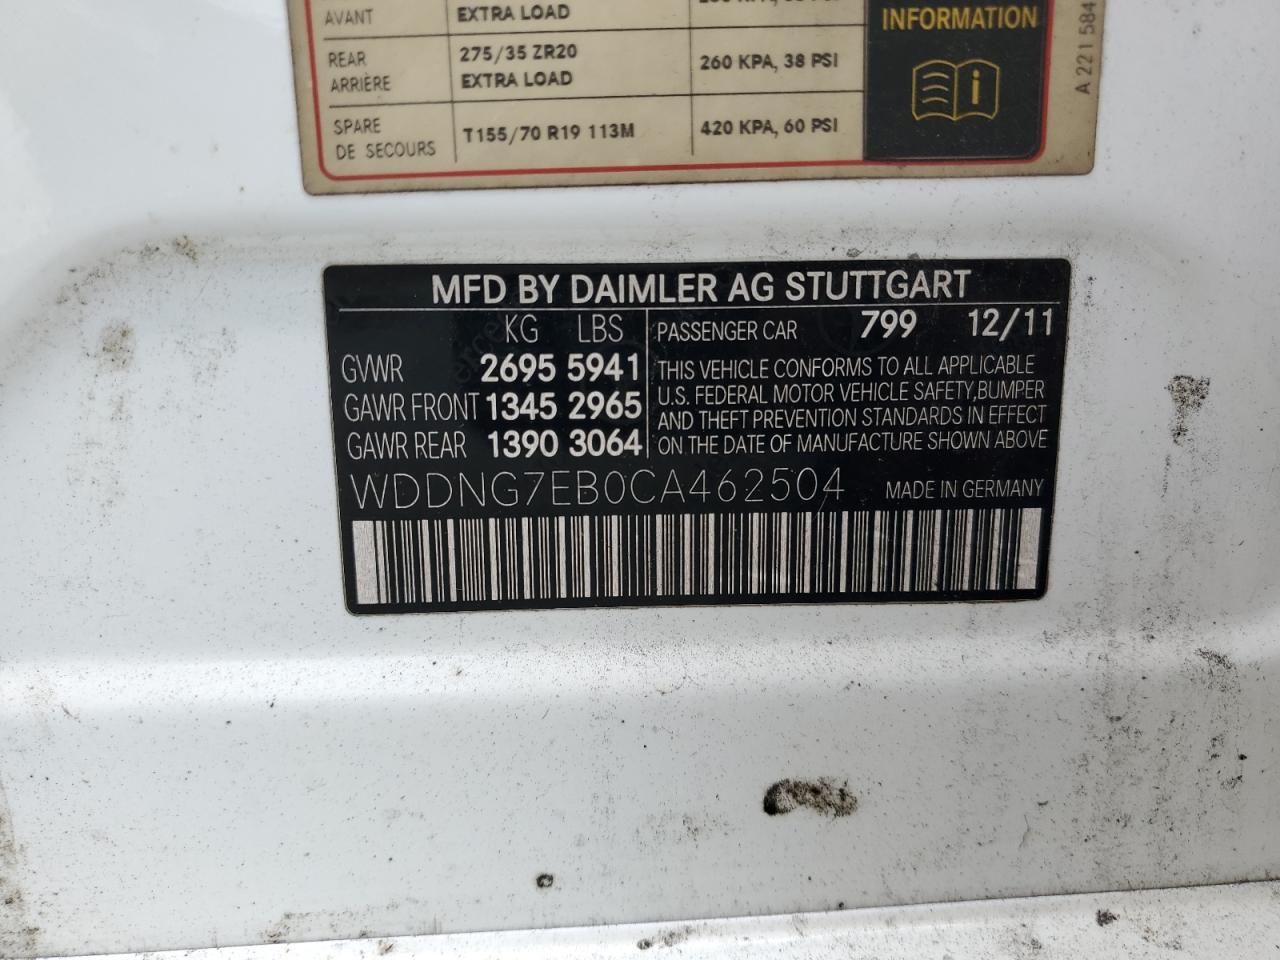 AVANT EXTRA LOAD
INFORMATION
REAR 275/35 ZR20 260 KPA, 38 PSI
ARRIÈRE EXTRA LOAD
SPARE T155/70 R19 113M 420 KPA, 60 PSI
DE SECOURS
A 221 584
MFD BY DAIMLER AG STUTTGART
KG LBS PASSENGER CAR 799 12/11
GVWR 2695 5941
GAWR FRONT 1345 2965
GAWR REAR 1390 3064
THIS VEHICLE CONFORMS TO ALL APPLICABLE
U.S. FEDERAL MOTOR VEHICLE SAFETY,BUMPER
AND THEFT PREVENTION STANDARDS IN EFFECT
ON THE DATE OF MANUFACTURE SHOWN ABOVE
WDDNG7EB0CA462504 MADE IN GERMANY